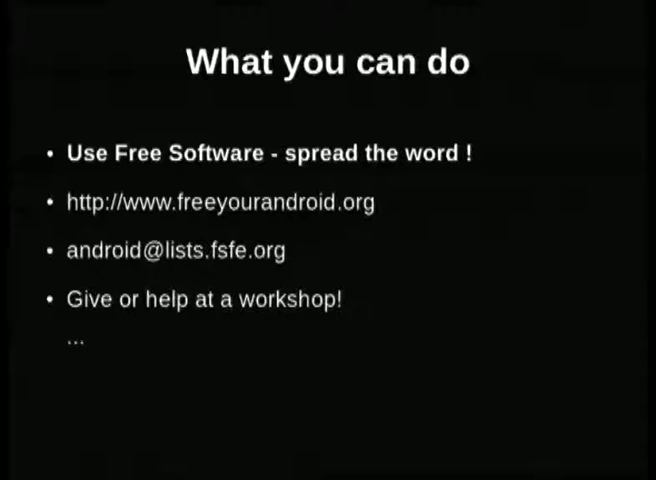 What you can do
• Use Free Software - spread the word !
• http://www.freeyourandroid.org
• android@lists.fsfe.org
• Give or help at a workshop!
...